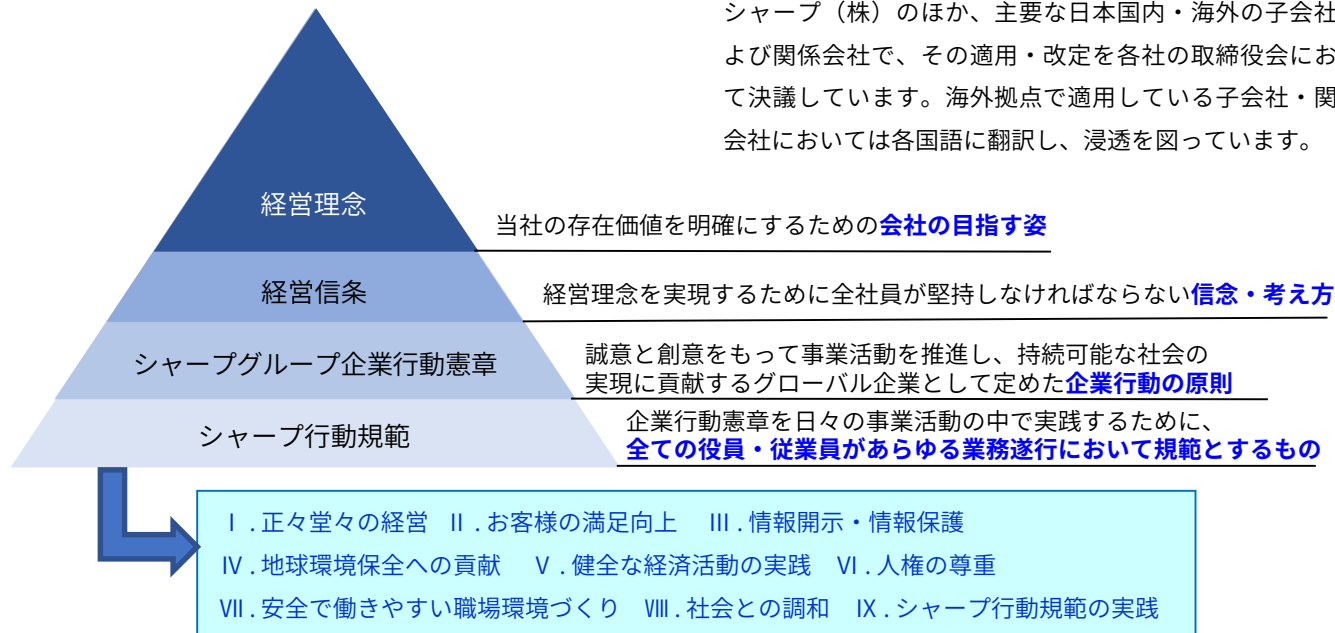 シャープ（株）のほか、主要な日本国内・海外の子会社
よび関係会社で、その適用・改定を各社の取締役会にお
て決議しています。海外拠点で適用している子会社・関
会社においては各国語に翻訳し、浸透を図っています。
経営理念
当社の存在価値を明確にするための会社の目指す姿
経営信条
経営理念を実現するために全社員が堅持しなければならない信念・考え方
シャープグループ企業行動憲章
誠意と創意をもって事業活動を推進し、持続可能な社会の
実現に貢献するグローバル企業として定めた企業行動の原則
シャープ行動規範
企業行動憲章を日々の事業活動の中で実践するために、
全ての役員・従業員があらゆる業務遂行において規範とするもの
Ⅰ．正々堂々の経営 Ⅱ．お客様の満足向上 Ⅲ．情報開示・情報保護
Ⅳ．地球環境保全への貢献 Ⅴ．健全な経済活動の実践 Ⅵ．人権の尊重
Ⅶ．安全で働きやすい職場環境づくり Ⅷ．社会との調和 Ⅸ．シャープ行動規範の実践